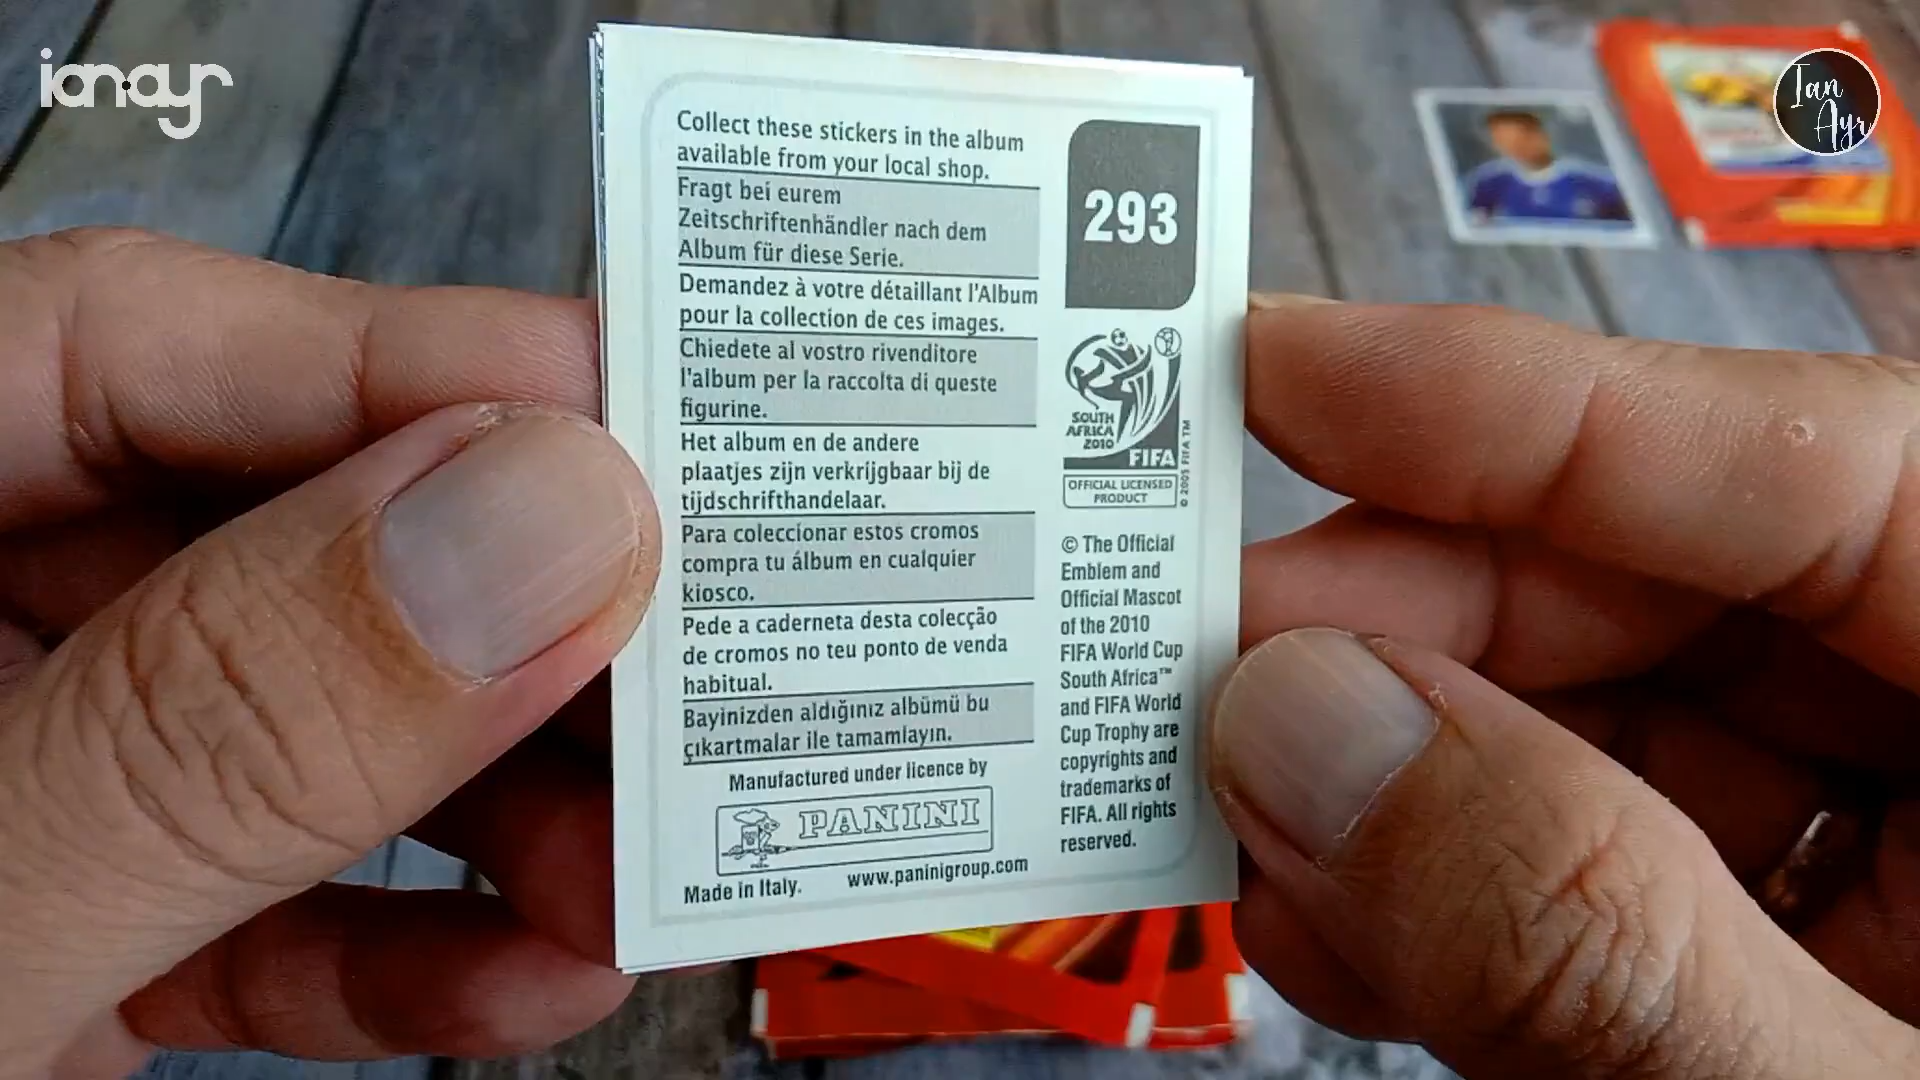 ianayr
Ian
Ayr
Collect these stickers in the album
available from your local shop.
Fragt bei eurem
Zeitschriftenhändler nach dem
Album für diese Serie.
Demandez à votre détaillant l'Album
pour la collection de ces images.
Chiedete al vostro rivenditore
l'album per la raccolta di queste
figurine.
Het album en de andere
plaatjes zijn verkrijgbaar bij de
tijdschrifthandelaar.
Para coleccionar estos cromos
compra tu álbum en cualquier
kiosco.
Pede a caderneta desta colecção
de cromos no teu ponto de venda
habitual.
Bayinizden aldığınız albümü bu
çıkartmalar ile tamamlayın.
Manufactured under licence by
PANINI
Made in Italy. www.paninigroup.com
293
SOUTH
AFRICA
2010
FIFA
© 2005 FIFA TM
OFFICIAL LICENSED
PRODUCT
© The Official
Emblem and
Official Mascot
of the 2010
FIFA World Cup
South Africa™
and FIFA World
Cup Trophy are
copyrights and
trademarks of
FIFA. All rights
reserved.